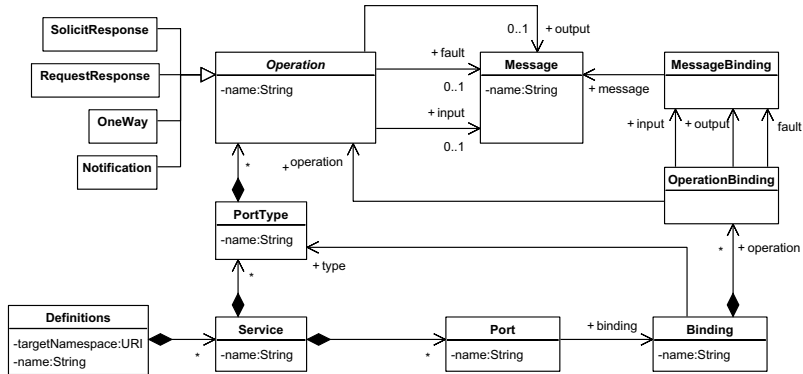 SolicitResponse
RequestResponse
OneWay
Notification
Operation
-name:String
0..1
+ output
+ fault
0..1
+ input
0..1
Message
-name:String
+ message
MessageBinding
+ input
+ output
fault
OperationBinding
*
+ operation
PortType
-name:String
*
+ operation
+ type
*
Definitions
-targetNamespace:URI
-name:String
*
Service
-name:String
*
Port
-name:String
+ binding
Binding
-name:String